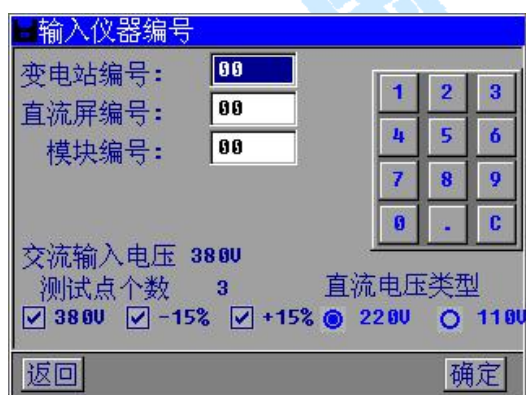 输入仪器编号
变电站编号： 00
直流屏编号： 00
模块编号： 00
1 2 3
4 5 6
7 8 9
0 . C
交流输入电压 380V
测试点个数 3 直流电压类型
380V -15% +15% 220V 110V
返回 确定